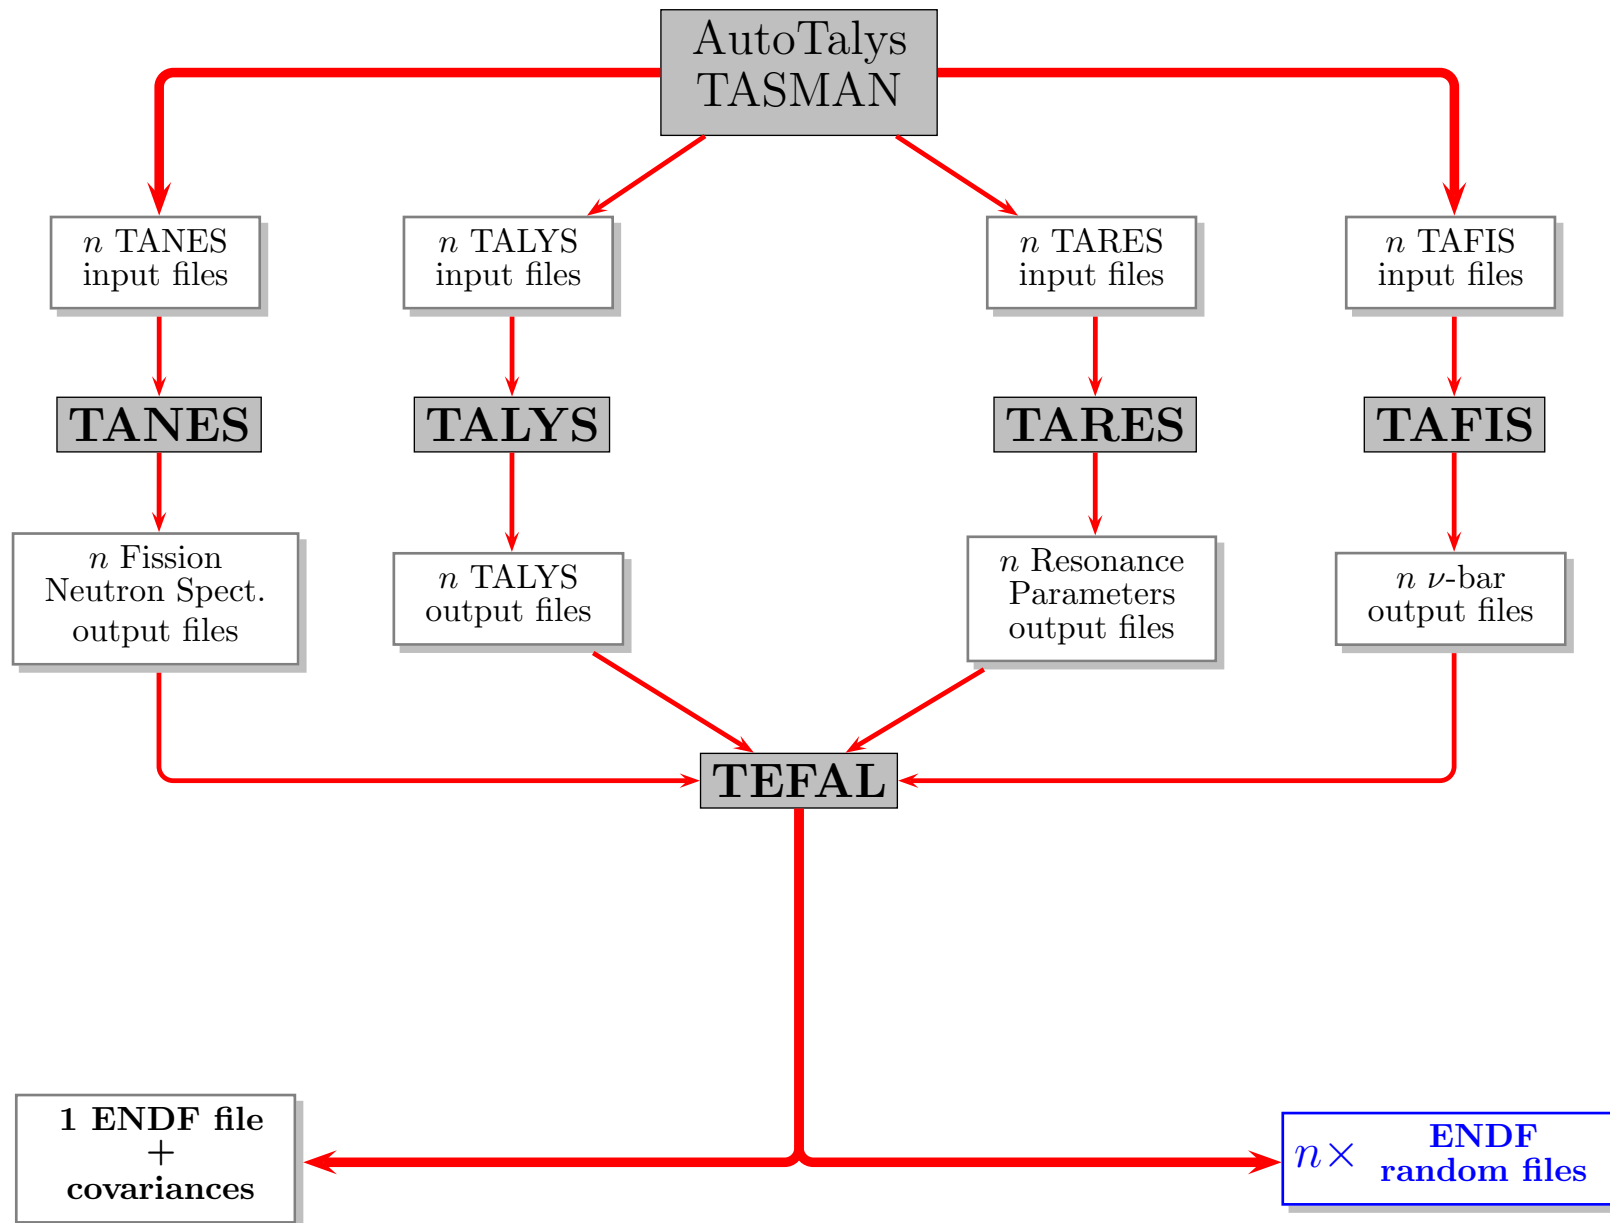 AutoTalys
TASMAN
n TANES
input files
n TALYS
input files
n TARES
input files
n TAFIS
input files
TANES
TALYS
TARES
TAFIS
n Fission
Neutron Spect.
output files
n TALYS
output files
n Resonance
Parameters
output files
n ν-bar
output files
TEFAL
1 ENDF file
+
covariances
n× ENDF
random files